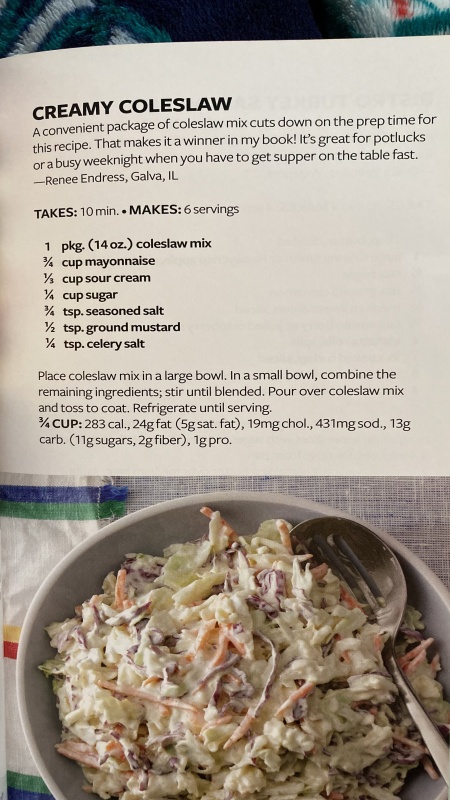 CREAMY COLESLAW
A convenient package of coleslaw mix cuts down on the prep time for
this recipe. That makes it a winner in my book! It's great for potlucks
or a busy weeknight when you have to get supper on the table fast.
—Renee Endress, Galva, IL
TAKES: 10 min. • MAKES: 6 servings
1 pkg. (14 oz.) coleslaw mix
¾ cup mayonnaise
⅓ cup sour cream
¼ cup sugar
¾ tsp. seasoned salt
½ tsp. ground mustard
¼ tsp. celery salt
Place coleslaw mix in a large bowl. In a small bowl, combine the
remaining ingredients; stir until blended. Pour over coleslaw mix
and toss to coat. Refrigerate until serving.
¾ CUP: 283 cal., 24g fat (5g sat. fat), 19mg chol., 431mg sod., 13g
carb. (11g sugars, 2g fiber), 1g pro.